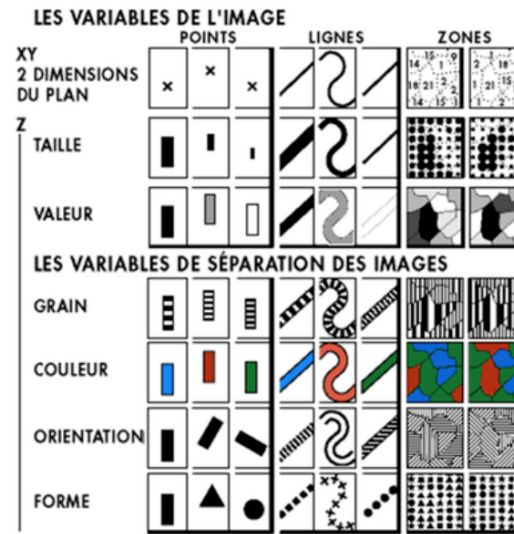 LES VARIABLES DE L'IMAGE
POINTS LIGNES ZONES
XY
2 DIMENSIONS
DU PLAN
Z
TAILLE
VALEUR
LES VARIABLES DE SÉPARATION DES IMAGES
GRAIN
COULEUR
ORIENTATION
FORME